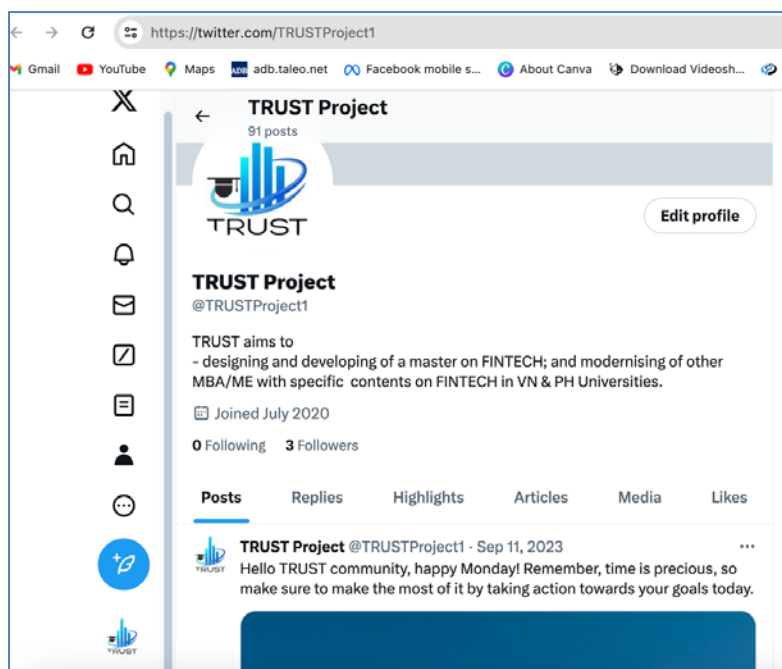 https://twitter.com/TRUSTProject1
Gmail YouTube Maps ADB adb.taleo.net Facebook mobile s... About Canva Download Videosh...
TRUST Project
91 posts
TRUST
Edit profile
TRUST Project
@TRUSTProject1
TRUST aims to
- designing and developing of a master on FINTECH; and modernising of other
MBA/ME with specific contents on FINTECH in VN & PH Universities.
Joined July 2020
0 Following 3 Followers
Posts Replies Highlights Articles Media Likes
TRUST Project @TRUSTProject1 · Sep 11, 2023 ...
TRUST
Hello TRUST community, happy Monday! Remember, time is precious, so
make sure to make the most of it by taking action towards your goals today.
TRUST